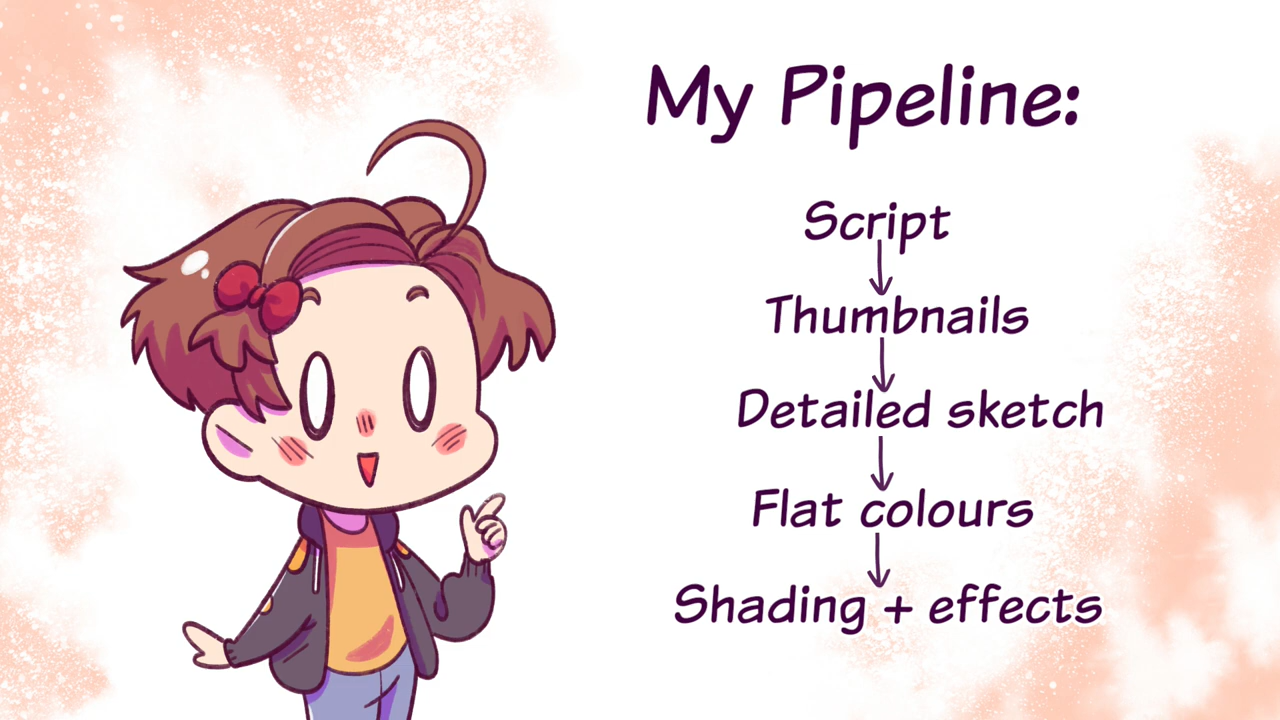 My Pipeline:
Script
Thumbnails
Detailed sketch
Flat colours
Shading + effects